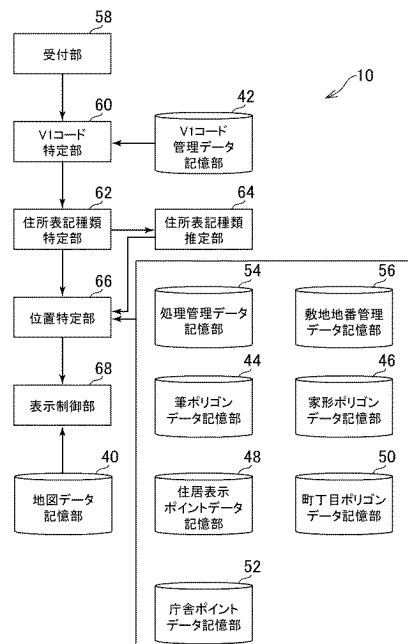 58
受付部
10
60
V1コード
特定部
42
V1コード
管理データ
記憶部
62
住所表記種類
特定部
64
住所表記種類
推定部
66
位置特定部
54
処理管理データ
記憶部
56
敷地地番管理
データ記憶部
68
表示制御部
44
筆ポリゴン
データ記憶部
46
家形ポリゴン
データ記憶部
40
地図データ
記憶部
48
住居表示
ポイントデータ
記憶部
50
町丁目ポリゴン
データ記憶部
52
庁舎ポイント
データ記憶部